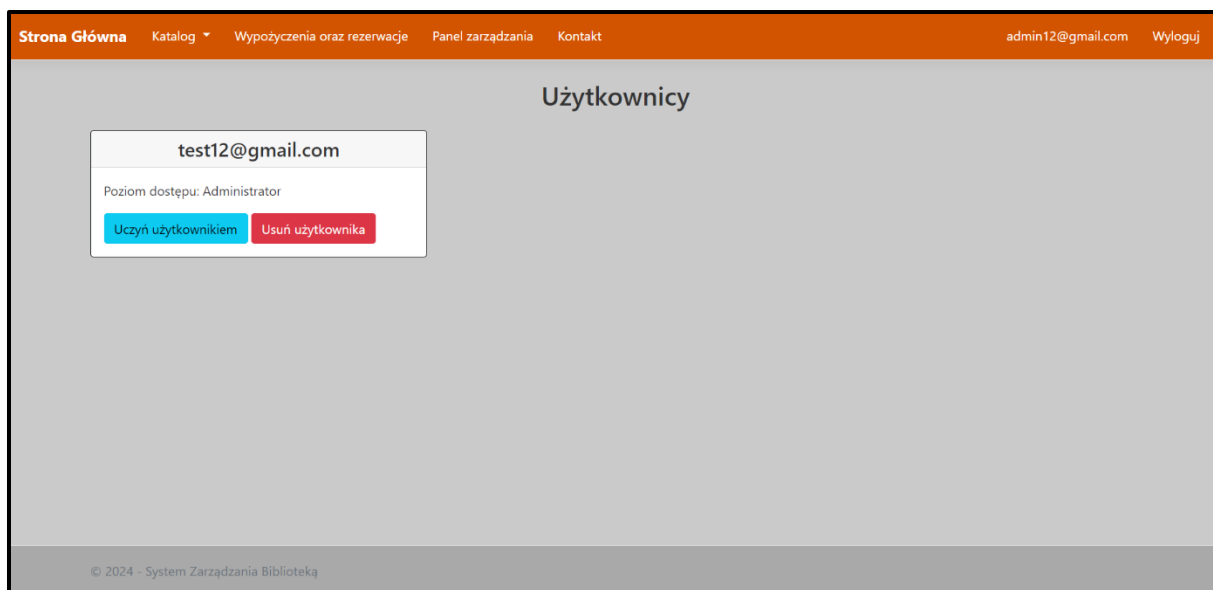 Strona Główna Katalog Wypożyczenia oraz rezerwacje Panel zarządzania Kontakt admin12@gmail.com Wyloguj
Użytkownicy
test12@gmail.com
Poziom dostępu: Administrator
Uczyń użytkownikiem Usuń użytkownika
© 2024 - System Zarządzania Biblioteką